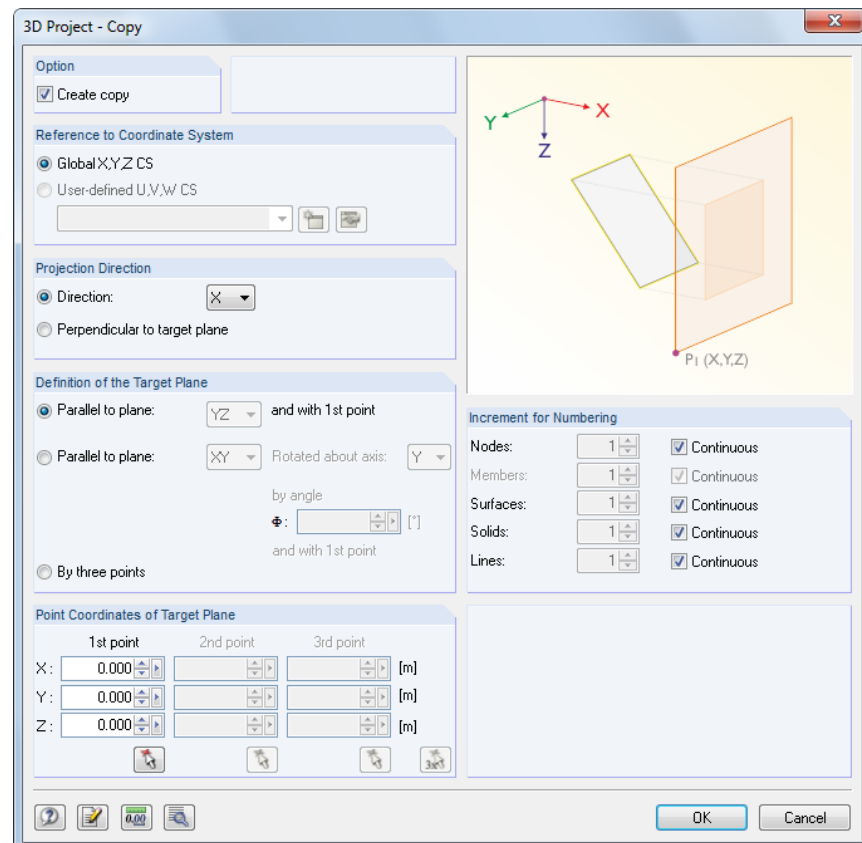 3D Project - Copy
Option
Create copy
Reference to Coordinate System
Global X,Y,Z CS
User-defined U,V,W CS
Projection Direction
Direction: X
Perpendicular to target plane
Definition of the Target Plane
Parallel to plane: YZ and with 1st point
Parallel to plane: XY Rotated about axis: Y
by angle
Φ: [°]
and with 1st point
By three points
Point Coordinates of Target Plane
1st point 2nd point 3rd point
X: 0.000 [m]
Y: 0.000 [m]
Z: 0.000 [m]
3x
X
Y
Z
P1 (X,Y,Z)
Increment for Numbering
Nodes: 1 Continuous
Members: 1 Continuous
Surfaces: 1 Continuous
Solids: 1 Continuous
Lines: 1 Continuous
0.00
OK Cancel